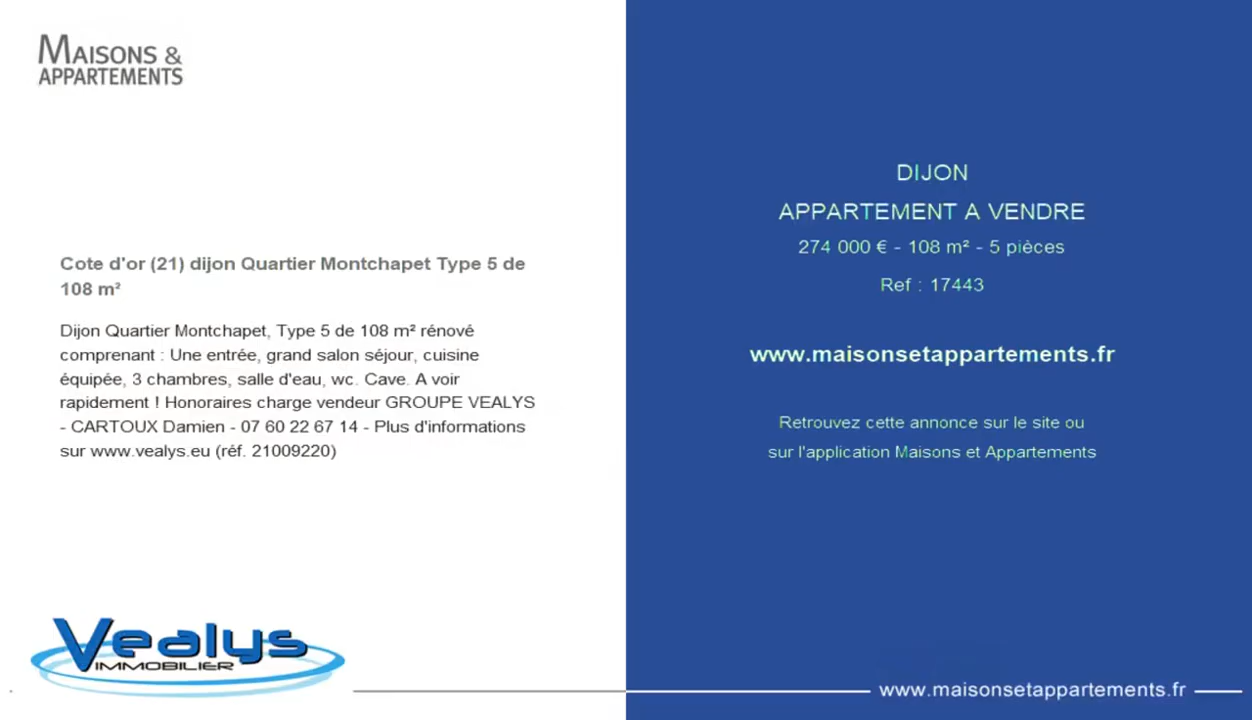 MAISONS &
APPARTEMENTS
Cote d'or (21) dijon Quartier Montchapet Type 5 de
108 m²
Dijon Quartier Montchapet, Type 5 de 108 m² rénové
comprenant : Une entrée, grand salon séjour, cuisine
équipée, 3 chambres, salle d'eau, wc. Cave. A voir
rapidement ! Honoraires charge vendeur GROUPE VEALYS
- CARTOUX Damien - 07 60 22 67 14 - Plus d'informations
sur www.vealys.eu (réf. 21009220)
Vealys
IMMOBILIER
DIJON
APPARTEMENT A VENDRE
274 000 € - 108 m² - 5 pièces
Ref : 17443
www.maisonsetappartements.fr
Retrouvez cette annonce sur le site ou
sur l'application Maisons et Appartements
www.maisonsetappartements.fr